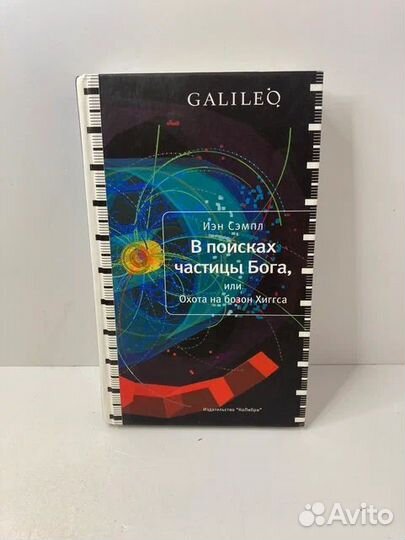 GALILEO
Иэн Сэмпл
В поисках
частицы Бога,
или
Охота на бозон Хиггса
Издательство "КоЛибри"
Avito